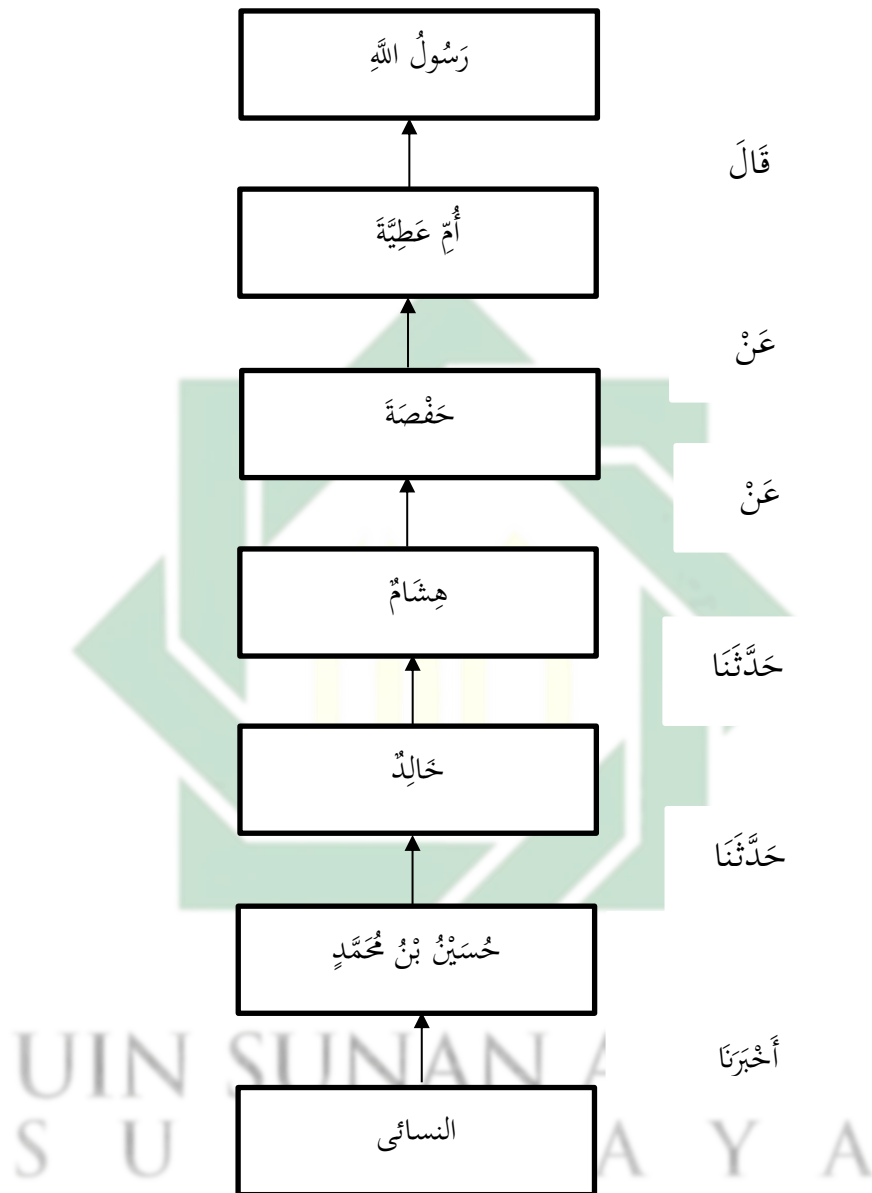 رَسُولُ اللَّهِ
قَالَ
أُمِّ عَطِيَّةَ
عَنْ
حَفْصَةَ
عَنْ
هِشَامٌ
حَدَّثَنَا
خَالِدٌ
حَدَّثَنَا
حُسَيْنُ بْنُ مُحَمَّدٍ
أَخْبَرَنَا
UIN SUNAN A
النسائى
S U A Y A